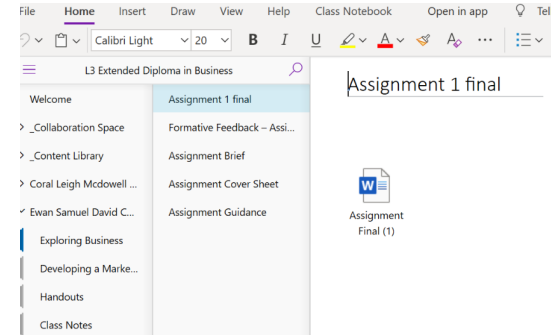 File Home Insert Draw View Help Class Notebook Open in app Tel
Calibri Light 20 B I U A A
L3 Extended Diploma in Business
Assignment 1 final
Welcome
Assignment 1 final
_Collaboration Space
Formative Feedback – Assi...
_Content Library
Assignment Brief
Coral Leigh Mcdowell ...
Assignment Cover Sheet
Ewan Samuel David C...
Assignment Guidance
Exploring Business
Developing a Marke...
Handouts
Class Notes
W
Assignment
Final (1)